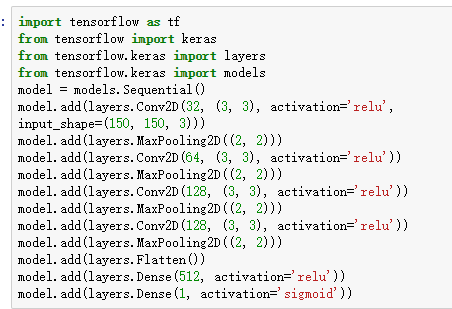 :
import tensorflow as tf
from tensorflow import keras
from tensorflow.keras import layers
from tensorflow.keras import models
model = models.Sequential()
model.add(layers.Conv2D(32, (3, 3), activation='relu',
input_shape=(150, 150, 3)))
model.add(layers.MaxPooling2D((2, 2)))
model.add(layers.Conv2D(64, (3, 3), activation='relu'))
model.add(layers.MaxPooling2D((2, 2)))
model.add(layers.Conv2D(128, (3, 3), activation='relu'))
model.add(layers.MaxPooling2D((2, 2)))
model.add(layers.Conv2D(128, (3, 3), activation='relu'))
model.add(layers.MaxPooling2D((2, 2)))
model.add(layers.Flatten())
model.add(layers.Dense(512, activation='relu'))
model.add(layers.Dense(1, activation='sigmoid'))